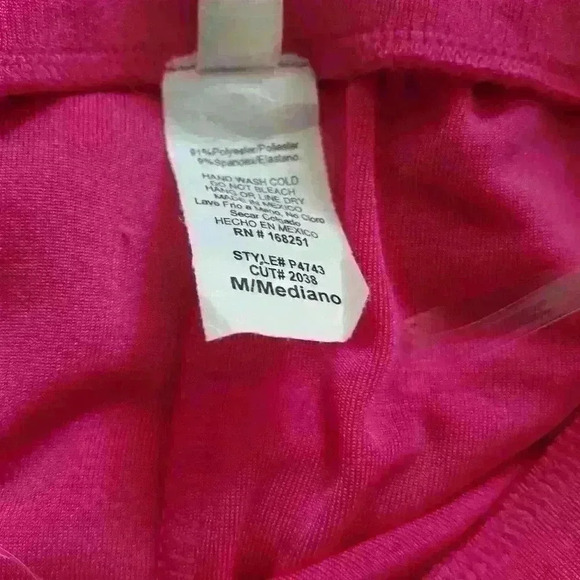 91%Polyester/Poliester
9%Spandex/Elastano
HAND WASH COLD
DO NOT BLEACH
HANG OR LINE DRY
MADE IN MEXICO
Lave Frio a Mano, No Cloro
Secar Colgado
HECHO EN MEXICO
RN # 168251
STYLE# P4743
CUT# 2038
M/Mediano